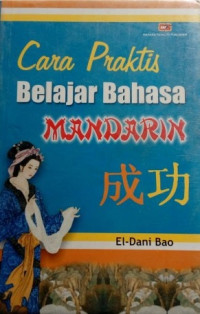 Cara Praktis
Belajar Bahasa
MANDARIN
成功
El-Dani Bao